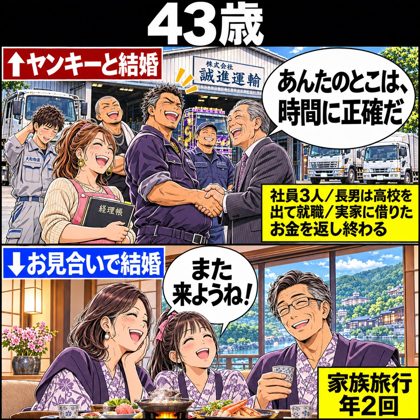 43歳
↑ヤンキーと結婚
株式会社
誠進運輸
あんたのとこは、
時間に正確だ
経理帳
社員3人/長男は高校を
出て就職/実家に借りた
お金を返し終わる
↓お見合いで結婚
また
来ようね!
家族旅行
年2回